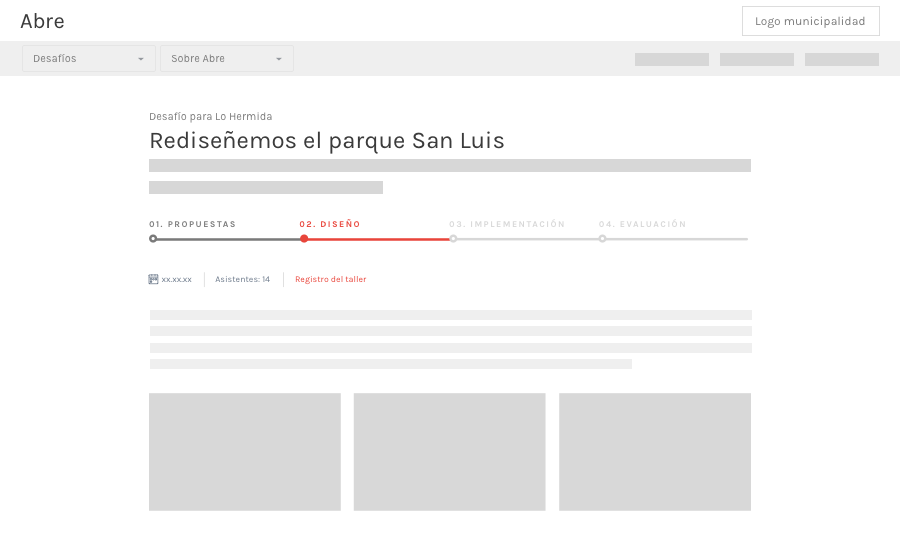 Abre
Logo municipalidad
Desafíos
Sobre Abre
Desafío para Lo Hermida
Rediseñemos el parque San Luis
01. PROPUESTAS
02. DISEÑO
03. IMPLEMENTACIÓN
04. EVALUACIÓN
xx.xx.xx
Asistentes: 14
Registro del taller